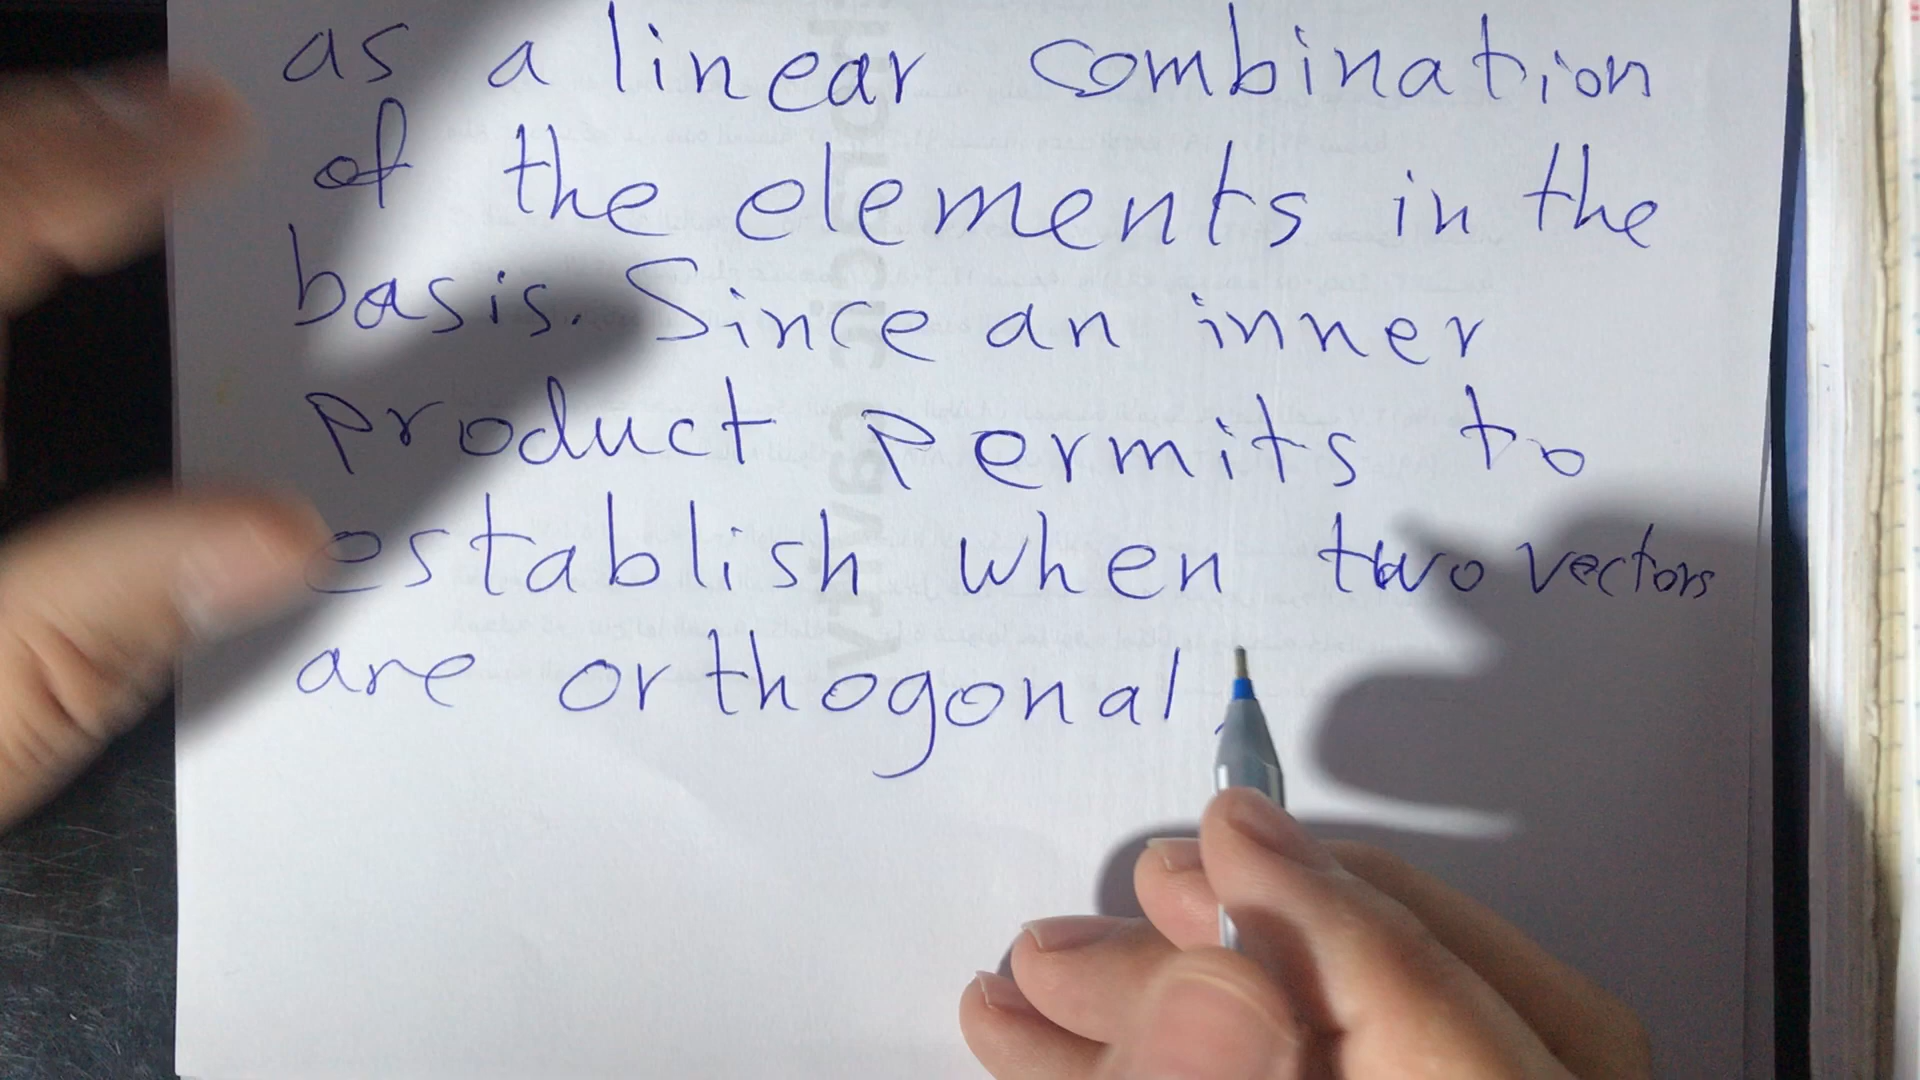 as a linear combination
of the elements in the
basis. Since an inner
product permits to
establish when two vectors
are orthogonal,